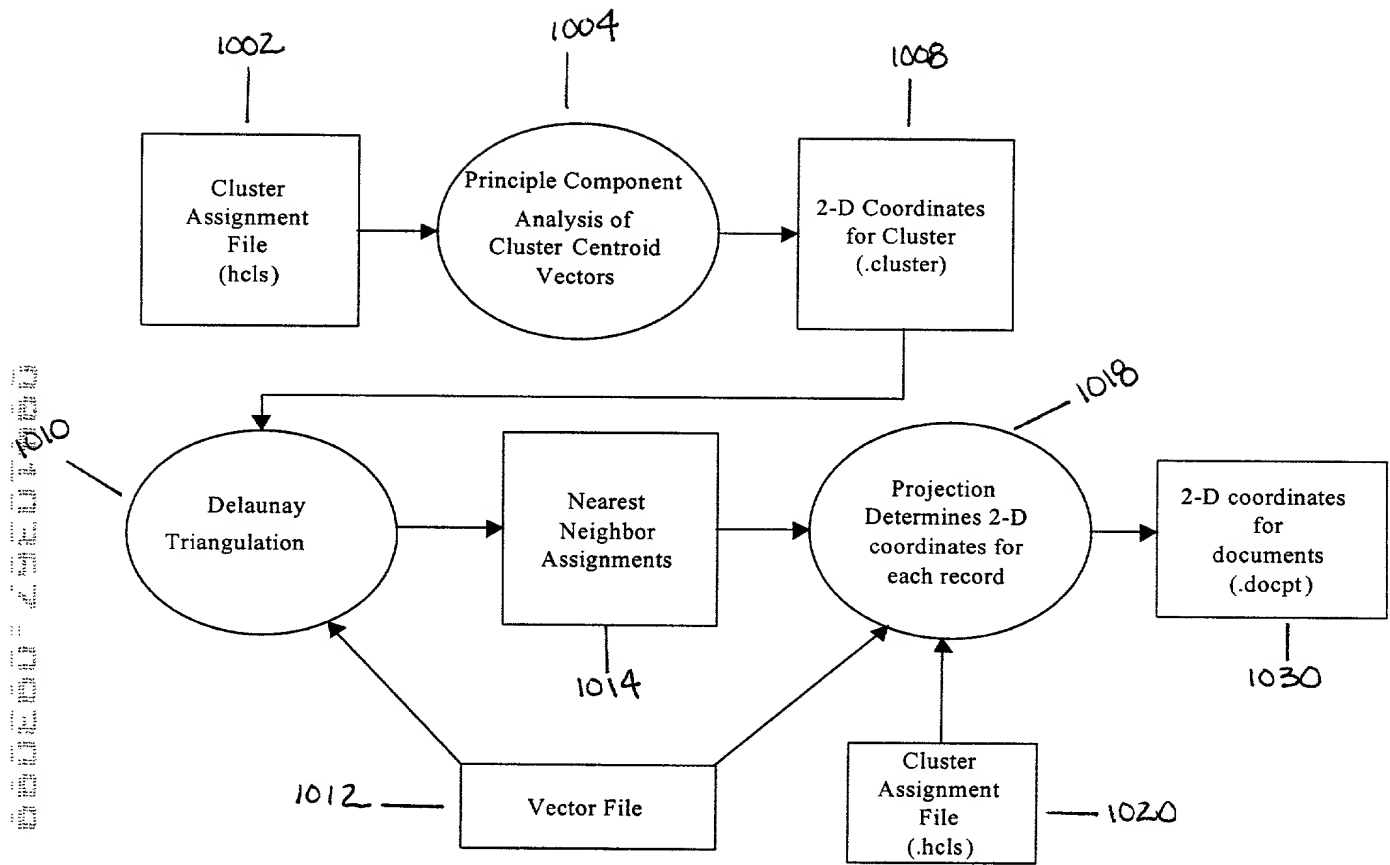 1002
1004
1008
Cluster
Assignment
File
(hcls)
Principle Component
Analysis of
Cluster Centroid
Vectors
2-D Coordinates
for Cluster
(.cluster)
1010
1018
Delaunay
Triangulation
Nearest
Neighbor
Assignments
Projection
Determines 2-D
coordinates for
each record
2-D coordinates
for
documents
(.docpt)
1014
1030
1012
Vector File
Cluster
Assignment
File
(.hcls)
1020